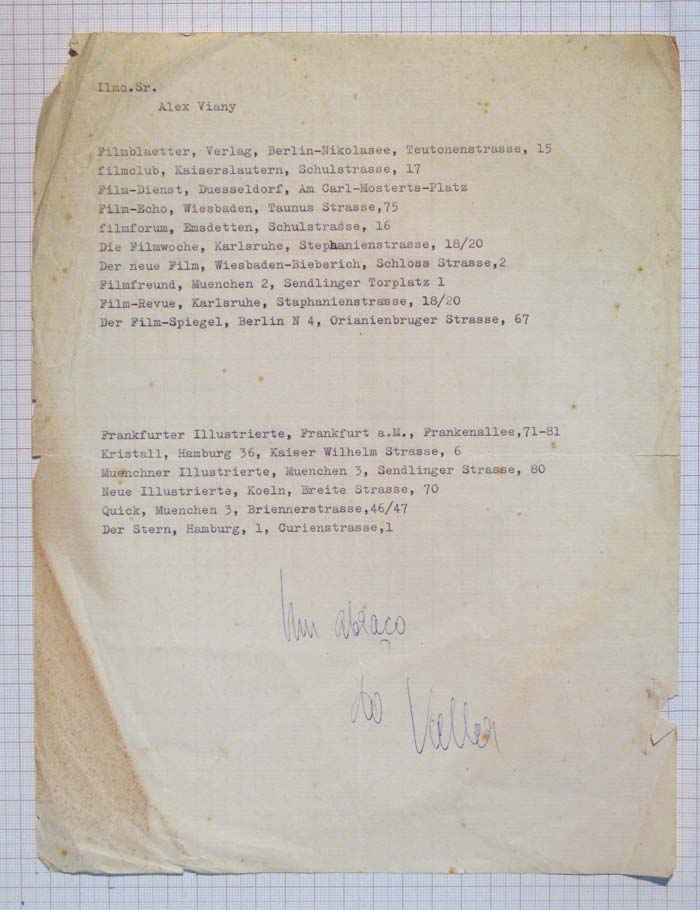 Ilmo.Sr.
Alex Viany
Filmblaetter, Verlag, Berlin-Nikolasee, Teutonenstrasse, 15
filmclub, Kaiserslautern, Schulstrasse, 17
Film-Dienst, Duesseldorf, Am Carl-Mosterts-Platz
Film-Echo, Wiesbaden, Taunus Strasse,75
filmforum, Emsdetten, Schulstrasse, 16
Die Filmwoche, Karlsruhe, Stephanienstrasse, 18/20
Der neue Film, Wiesbaden-Bieberich, Schloss Strasse,2
Filmfreund, Muenchen 2, Sendlinger Torplatz 1
Film-Revue, Karlsruhe, Staphanienstrasse, 18/20
Der Film-Spiegel, Berlin N 4, Orianienbruger Strasse, 67
Frankfurter Illustrierte, Frankfurt a.M., Frankenallee,71-81
Kristall, Hamburg 36, Kaiser Wilhelm Strasse, 6
Muenchner Illustrierte, Muenchen 3, Sendlinger Strasse, 80
Neue Illustrierte, Koeln, Breite Strasse, 70
Quick, Muenchen 3, Briennerstrasse,46/47
Der Stern, Hamburg, 1, Curienstrasse,1
Um abraço
do Keller